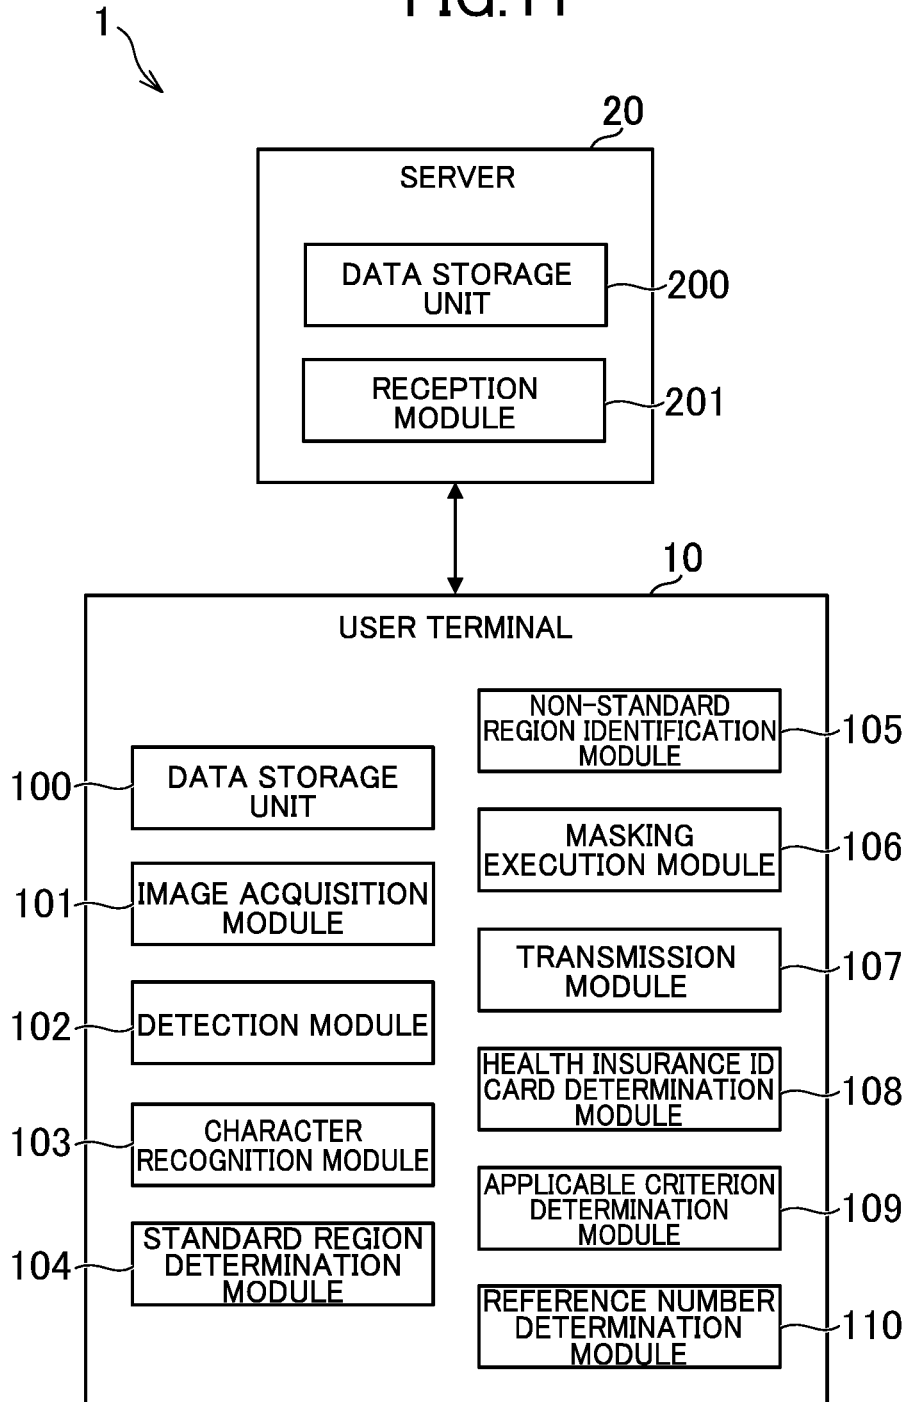 FIG.11
1
20
SERVER
DATA STORAGE
UNIT
200
RECEPTION
MODULE
201
10
USER TERMINAL
100
DATA STORAGE
UNIT
101
IMAGE ACQUISITION
MODULE
102
DETECTION MODULE
103
CHARACTER
RECOGNITION MODULE
104
STANDARD REGION
DETERMINATION
MODULE
NON-STANDARD
REGION IDENTIFICATION
MODULE
105
MASKING
EXECUTION MODULE
106
TRANSMISSION
MODULE
107
HEALTH INSURANCE ID
CARD DETERMINATION
MODULE
108
APPLICABLE CRITERION
DETERMINATION
MODULE
109
REFERENCE NUMBER
DETERMINATION
MODULE
110